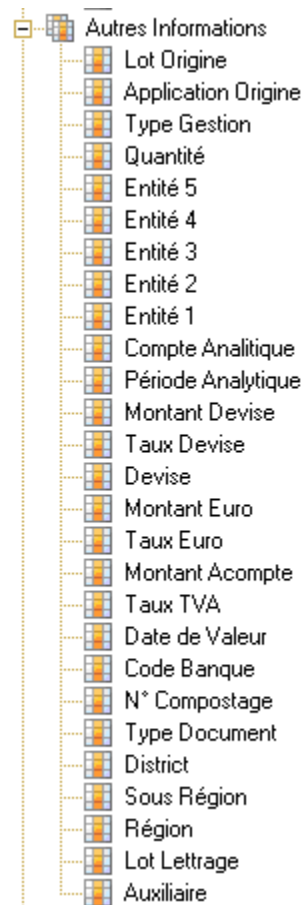 Autres Informations
Lot Origine
Application Origine
Type Gestion
Quantité
Entité 5
Entité 4
Entité 3
Entité 2
Entité 1
Compte Analitique
Période Analytique
Montant Devise
Taux Devise
Devise
Montant Euro
Taux Euro
Montant Acompte
Taux TVA
Date de Valeur
Code Banque
N° Compostage
Type Document
District
Sous Région
Région
Lot Lettrage
Auxiliaire